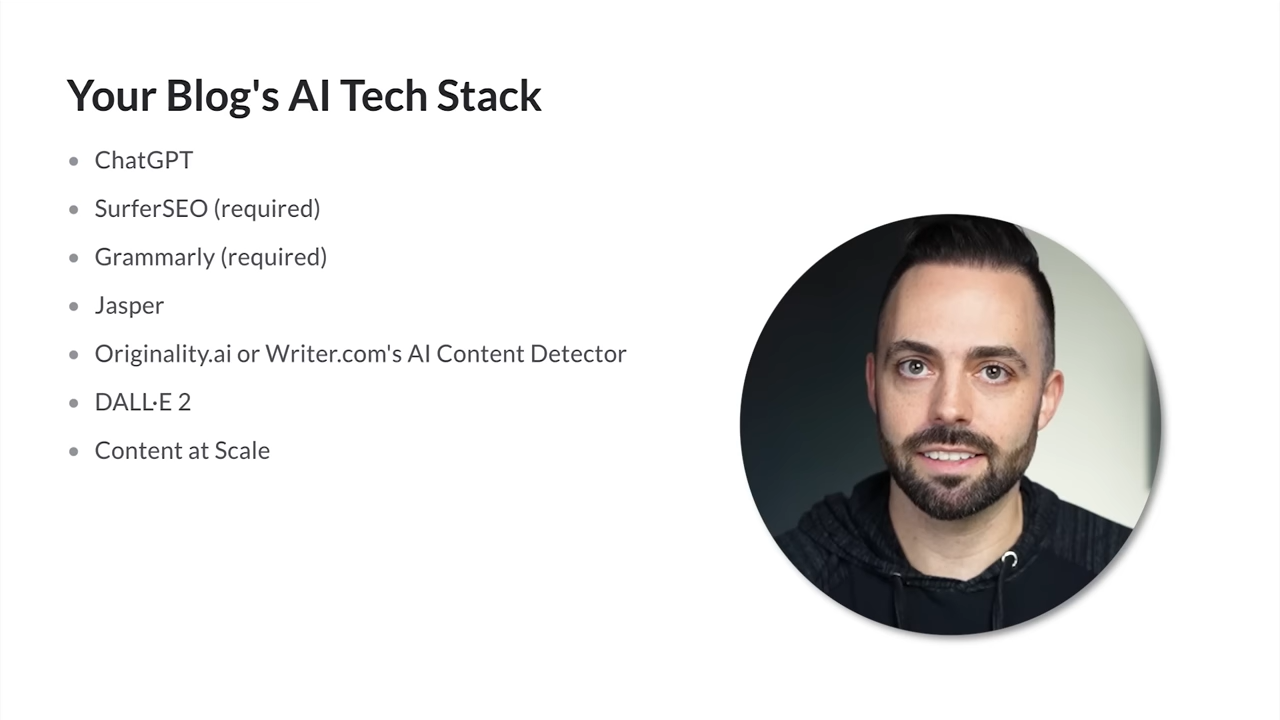 Your Blog's AI Tech Stack
• ChatGPT
• SurferSEO (required)
• Grammarly (required)
• Jasper
• Originality.ai or Writer.com's AI Content Detector
• DALL·E 2
• Content at Scale